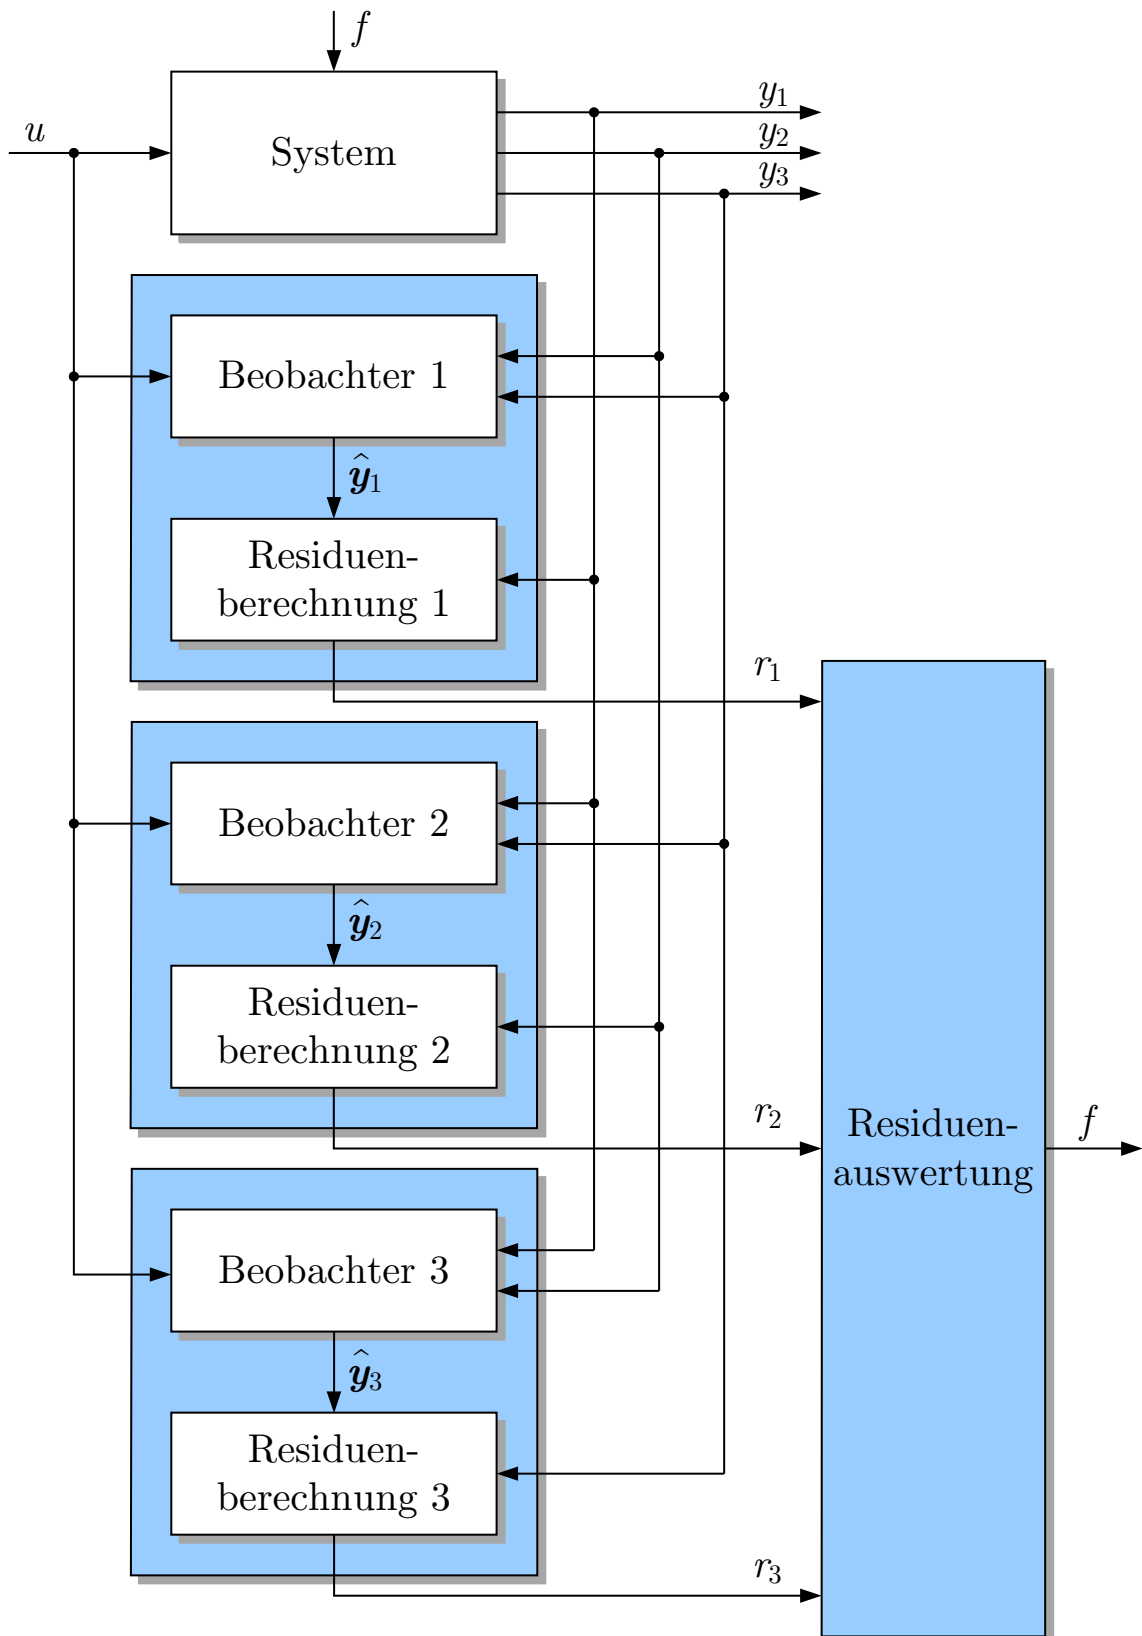 f
u
System
y₁
y₂
y₃
Beobachter 1
ŷ₁
Residuen-
berechnung 1
r₁
Beobachter 2
ŷ₂
Residuen-
berechnung 2
r₂
Residuen-
auswertung
f
Beobachter 3
ŷ₃
Residuen-
berechnung 3
r₃